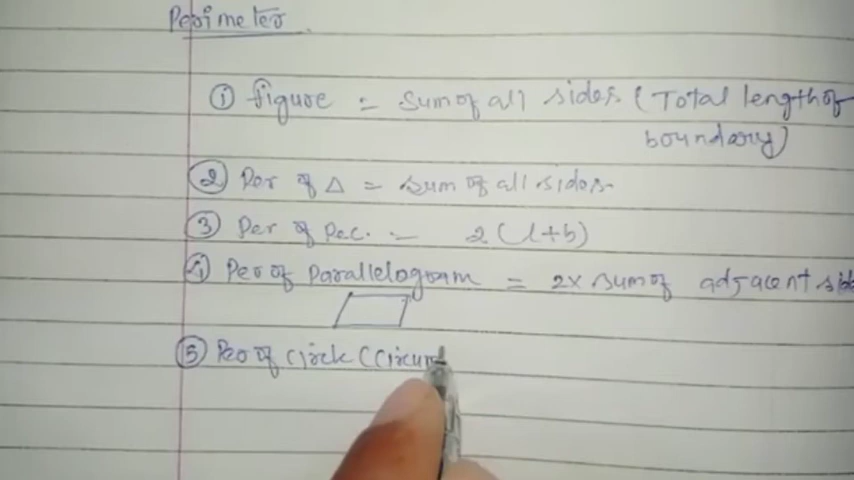 Perimeter
① figure = Sum of all sides (Total length of
boundary)
② Per of Δ = Sum of all sides
③ Per of Rec. = 2 (l+b)
④ Per of Parallelogram = 2x Sum of adjacent side
⑤ Per of Circle (Circum